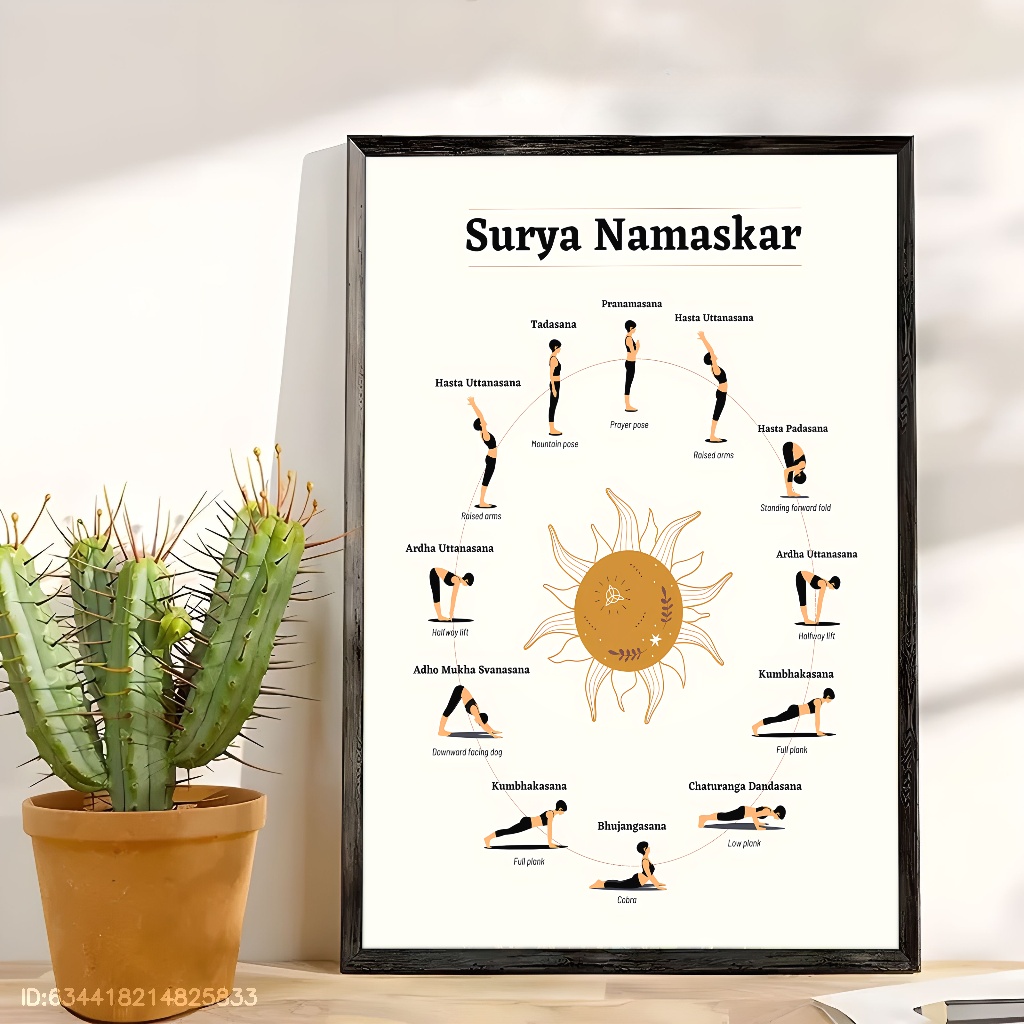 Surya Namaskar
Pranamasana
Prayer pose
Hasta Uttanasana
Raised arms
Hasta Padasana
Standing forward fold
Ardha Uttanasana
Halfway lift
Kumbhakasana
Full plank
Chaturanga Dandasana
Low plank
Bhujangasana
Cobra
Kumbhakasana
Full plank
Adho Mukha Svanasana
Downward facing dog
Ardha Uttanasana
Halfway lift
Hasta Uttanasana
Raised arms
Tadasana
Mountain pose
ID:634418214825833